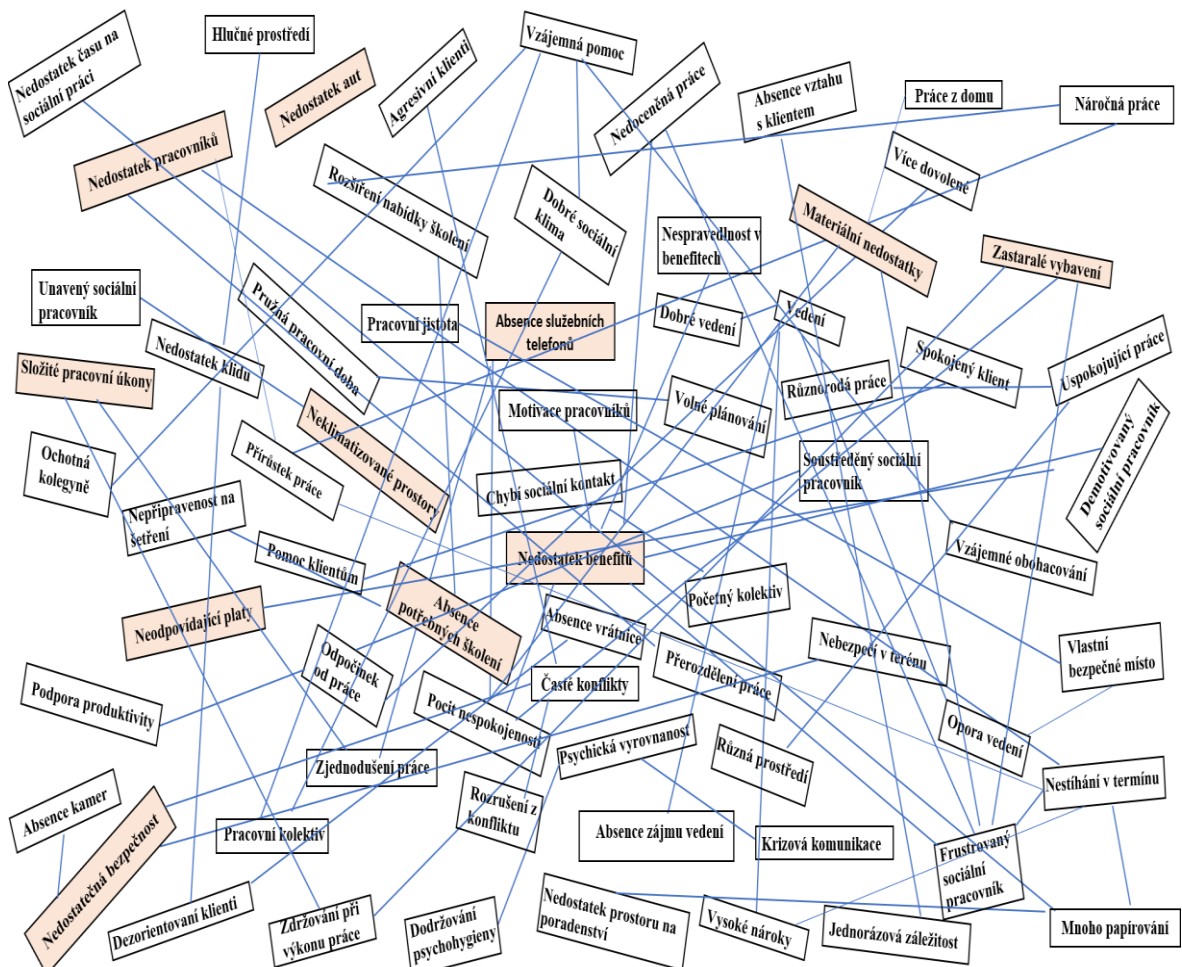 Hlučné prostředí
Nedostatek času na
sociální práci
Nedostatek aut
Agresivní klienti
Vzájemná pomoc
Nedoceněná práce
Absence vztahu
s klientem
Práce z domu
Náročná práce
Nedostatek pracovníků
Rozšíření nabídky školení
Dobré sociální
klima
Nespravedlnost v
benefitech
Více dovolené
Materiální nedostatky
Zastaralé vybavení
Unavený sociální
pracovník
Pružná pracovní doba
Pracovní jistota
Absence služebních
telefonů
Dobré vedení
Vedení
Složité pracovní úkony
Nedostatek klidu
Spokojený klient
Uspokojující práce
Různorodá práce
Motivace pracovníků
Volné plánování
Neklimatizované prostory
Ochotná
kolegyně
Přírůstek práce
Chybí sociální kontakt
Soustředěný sociální
pracovník
Demotivovaný
sociální pracovník
Nepřipravenost na
šetření
Pomoc klientům
Nedostatek benefitů
Vzájemné obohacování
Neodpovídající platy
Absence
potřebných školení
Absence vrátnice
Početný kolektiv
Nebezpečí v terénu
Vlastní
bezpečné místo
Odpočinek
od práce
Přerozdělení práce
Podpora produktivity
Pocit nespokojenosti
Časté konflikty
Opora vedení
Zjednodušení práce
Psychická vyrovnanost
Různá prostředí
Nestíhání v termínu
Absence kamer
Rozrušení z
konfliktu
Nedostatečná bezpečnost
Pracovní kolektiv
Absence zájmu vedení
Krizová komunikace
Frustrovaný
sociální
pracovník
Dezorientovaní klienti
Zdržování při
výkonu práce
Dodržování
psychohygieny
Nedostatek prostoru na
poradenství
Vysoké nároky
Jednorázová záležitost
Mnoho papírování